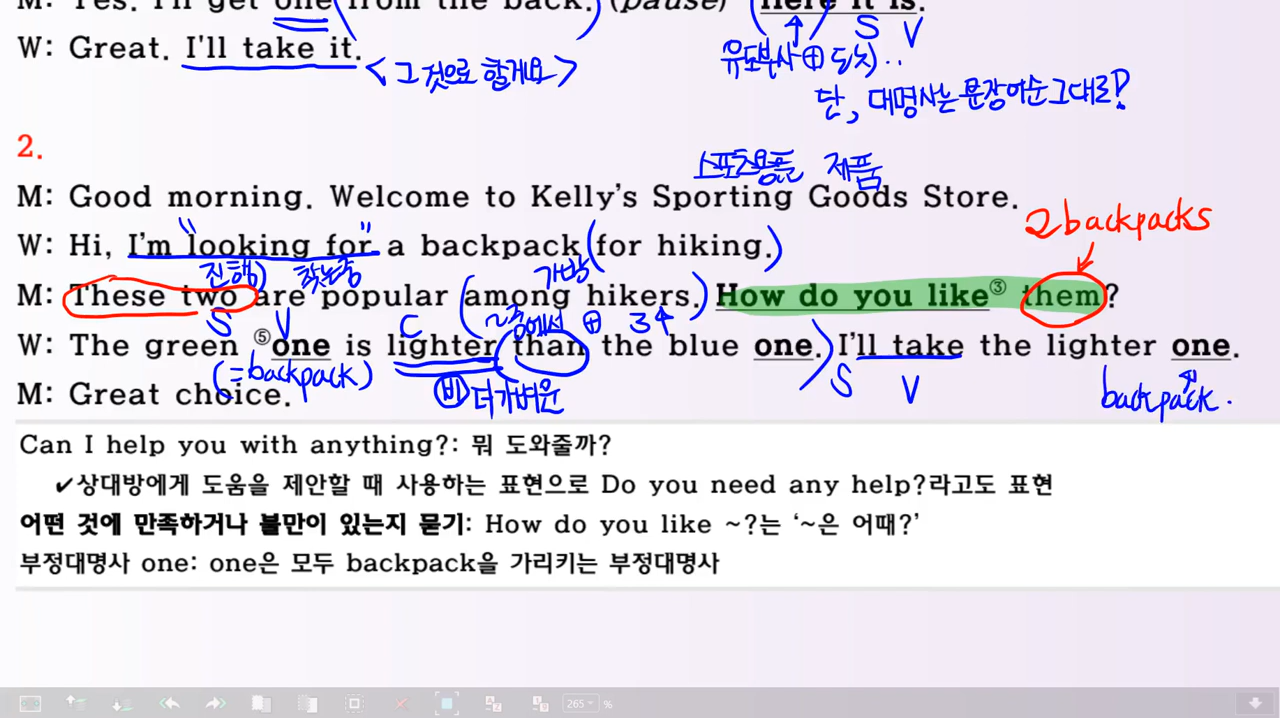 M: Yes. I'll get one (from the back.) (pause) (Here it is.
S V
W: Great. I'll take it.
<그것으로 할게요>
유도부사 ⊕ 도치..
단, 대명사는 문장어순 그대로!
2.
스포츠용품 제품
M: Good morning. Welcome to Kelly's Sporting Goods Store.
2 backpacks
W: Hi, I'm "looking for" a backpack (for hiking.)
진행) 찾는중 가방
M: These two are popular (among hikers.) How do you like③ them?
S V C ~중에서 ⊕ 3↑
W: The green ⑤one is lighter than the blue one.) I'll take the lighter one.
(=backpack) 비 더 가벼운 S V backpack.
M: Great choice.
Can I help you with anything?: 뭐 도와줄까?
✔상대방에게 도움을 제안할 때 사용하는 표현으로 Do you need any help?라고도 표현
어떤 것에 만족하거나 불만이 있는지 묻기: How do you like ~?는 '~은 어때?'
부정대명사 one: one은 모두 backpack을 가리키는 부정대명사
265 %